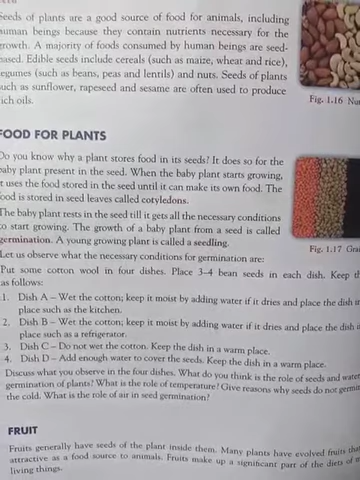 Seeds of plants are a good source of food for animals, including
human beings because they contain nutrients necessary for the
growth. A majority of foods consumed by human beings are seed-
based. Edible seeds include cereals (such as maize, wheat and rice),
legumes (such as beans, peas and lentils) and nuts. Seeds of plants
such as sunflower, rapeseed and sesame are often used to produce
rich oils.
Fig. 1.16 Nu
FOOD FOR PLANTS
Do you know why a plant stores food in its seeds? It does so for the
baby plant present in the seed. When the baby plant starts growing,
it uses the food stored in the seed until it can make its own food. The
food is stored in seed leaves called cotyledons.
The baby plant rests in the seed till it gets all the necessary conditions
to start growing. The growth of a baby plant from a seed is called
germination. A young growing plant is called a seedling.
Fig. 1.17 Gra
Let us observe what the necessary conditions for germination are:
Put some cotton wool in four dishes. Place 3–4 bean seeds in each dish. Keep th
as follows:
1. Dish A – Wet the cotton; keep it moist by adding water if it dries and place the dish in
place such as the kitchen.
2. Dish B – Wet the cotton; keep it moist by adding water if it dries and place the dish
place such as a refrigerator.
3. Dish C – Do not wet the cotton. Keep the dish in a warm place.
4. Dish D – Add enough water to cover the seeds. Keep the dish in a warm place.
Discuss what you observe in the four dishes. What do you think is the role of seeds and water
germination of plants? What is the role of temperature? Give reasons why seeds do not germi
the cold. What is the role of air in seed germination?
FRUIT
Fruits generally have seeds of the plant inside them. Many plants have evolved fruits that
attractive as a food source to animals. Fruits make up a significant part of the diets of
living things.